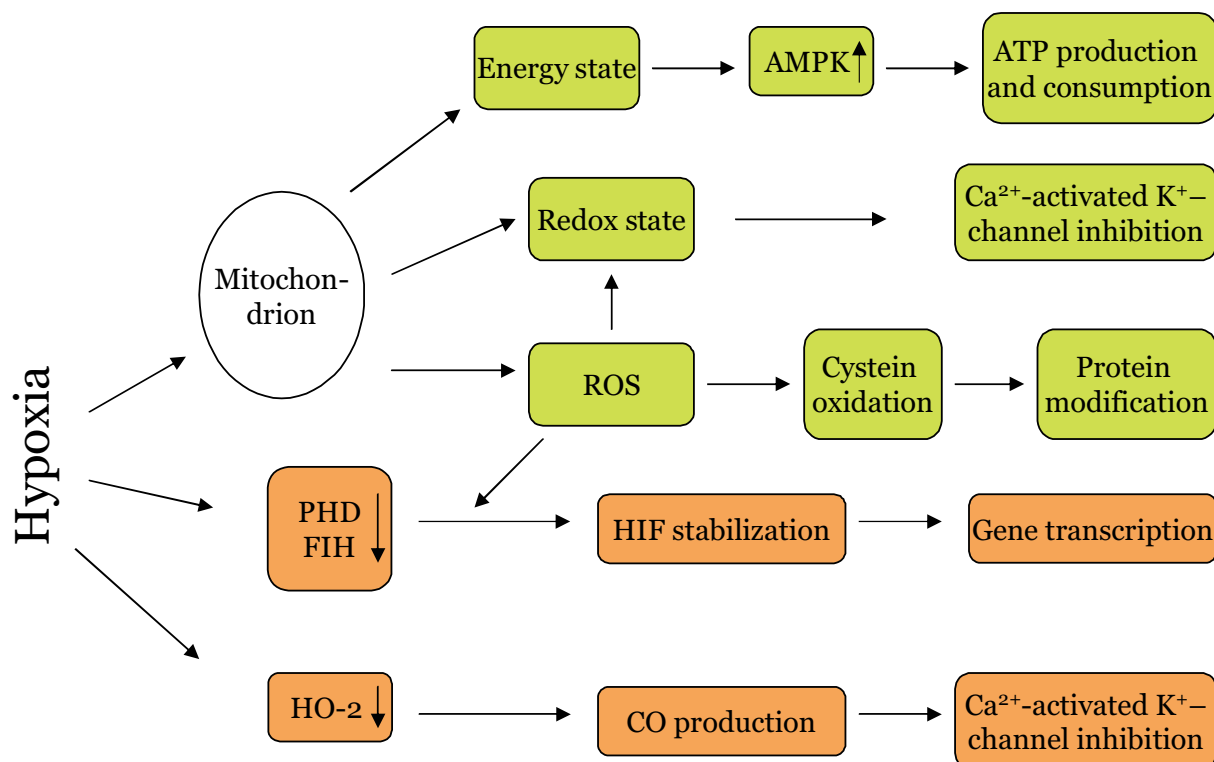 Energy state
AMPK
ATP production
and consumption
Redox state
Ca²⁺-activated K⁺–
channel inhibition
Mitochon-
drion
ROS
Cystein
oxidation
Protein
modification
Hypoxia
PHD
FIH
HIF stabilization
Gene transcription
HO-2
CO production
Ca²⁺-activated K⁺–
channel inhibition